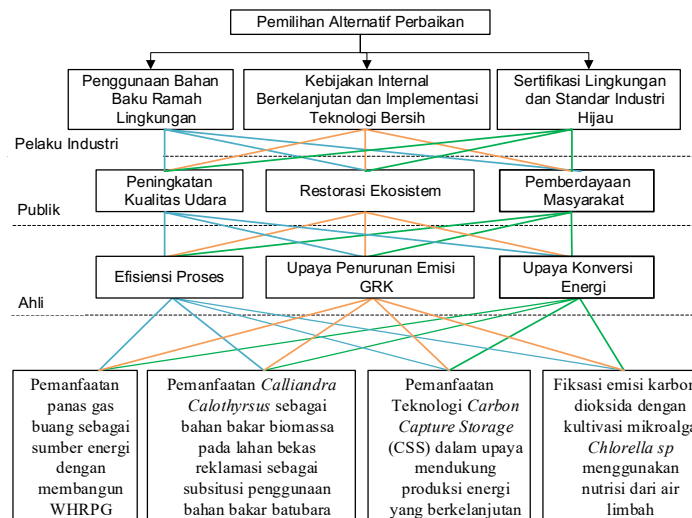 Pemilihan Alternatif Perbaikan
Penggunaan Bahan
Baku Ramah
Lingkungan
Kebijakan Internal
Berkelanjutan dan Implementasi
Teknologi Bersih
Sertifikasi Lingkungan
dan Standar Industri
Hijau
Pelaku Industri
Peningkatan
Kualitas Udara
Restorasi Ekosistem
Pemberdayaan
Masyarakat
Publik
Efisiensi Proses
Upaya Penurunan Emisi
GRK
Upaya Konversi
Energi
Ahli
Pemanfaatan
panas gas
buang sebagai
sumber energi
dengan
membangun
WHRPG
Pemanfaatan Calliandra
Calothyrsus sebagai
bahan bakar biomassa
pada lahan bekas
reklamasi sebagai
subsitusi penggunaan
bahan bakar batubara
Pemanfaatan
Teknologi Carbon
Capture Storage
(CSS) dalam upaya
mendukung
produksi energi
yang berkelanjutan
Fiksasi emisi karbon
dioksida dengan
kultivasi mikroalga
Chlorella sp
menggunakan
nutrisi dari air
limbah